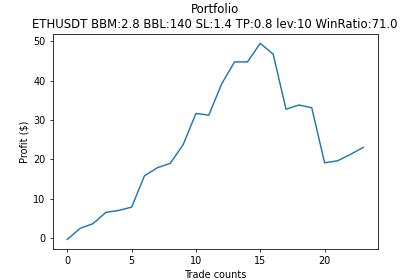 Portfolio
ETHUSDT BBM:2.8 BBL:140 SL:1.4 TP:0.8 lev:10 WinRatio:71.0
50
40
30
20
10
0
Profit ($)
0 5 10 15 20
Trade counts